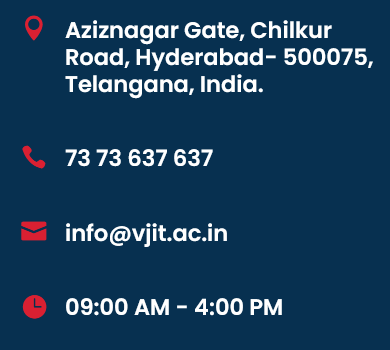 Aziznagar Gate, Chilkur
Road, Hyderabad- 500075,
Telangana, India.
73 73 637 637
info@vjit.ac.in
09:00 AM - 4:00 PM